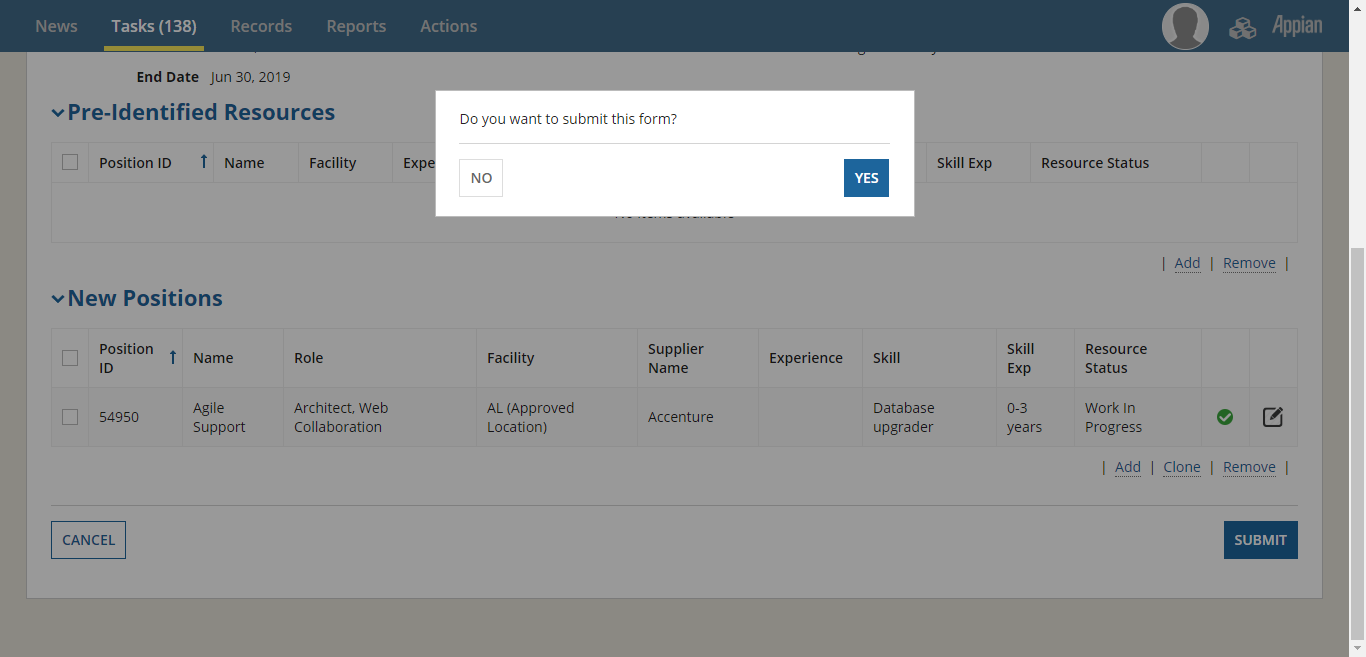 News Tasks (138) Records Reports Actions Appian
End Date Jun 30, 2019
Pre-Identified Resources
Do you want to submit this form?
NO YES
Position ID Name Facility Skill Exp Resource Status
| Add | Remove |
New Positions
Position ID Name Role Facility Supplier Name Experience Skill Skill Exp Resource Status
54950 Agile Support Architect, Web Collaboration AL (Approved Location) Accenture Database upgrader 0-3 years Work In Progress
| Add | Clone | Remove |
CANCEL SUBMIT